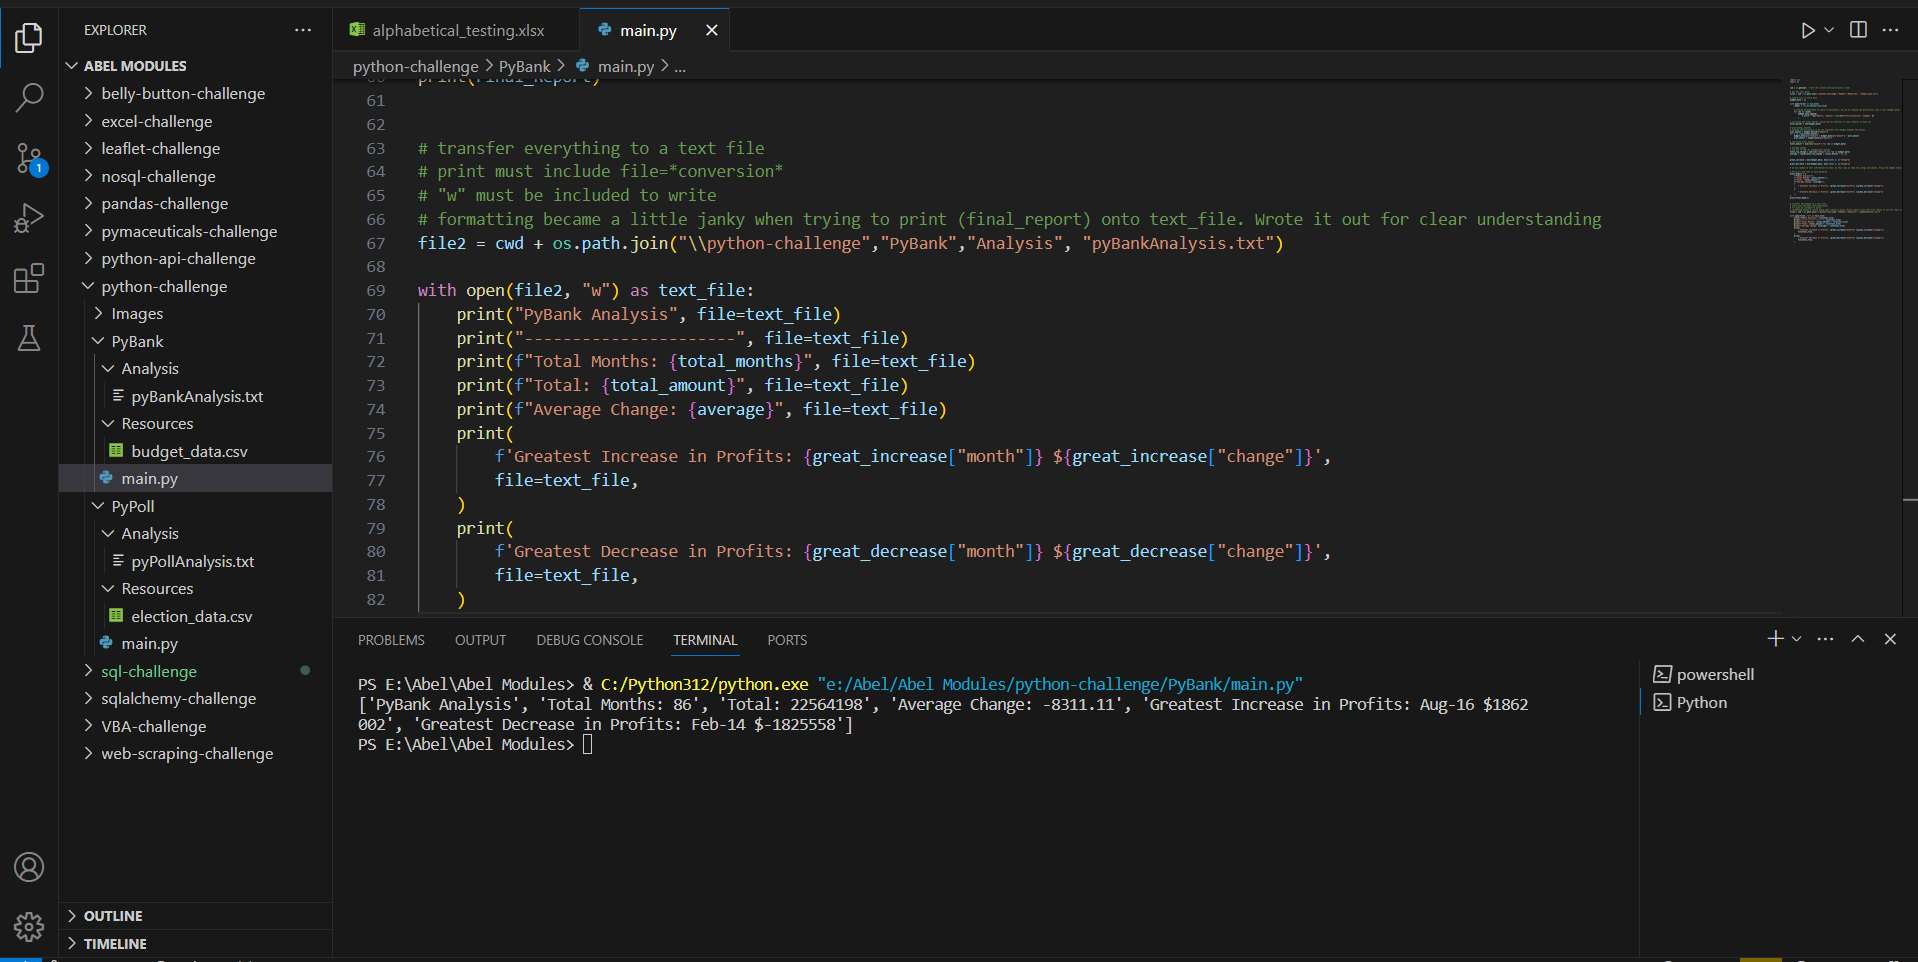 EXPLORER
ABEL MODULES
belly-button-challenge
excel-challenge
leaflet-challenge
nosql-challenge
pandas-challenge
pymaceuticals-challenge
python-api-challenge
python-challenge
Images
PyBank
Analysis
pyBankAnalysis.txt
Resources
budget_data.csv
main.py
PyPoll
Analysis
pyPollAnalysis.txt
Resources
election_data.csv
main.py
sql-challenge
sqlalchemy-challenge
VBA-challenge
web-scraping-challenge
OUTLINE
TIMELINE
1
alphabetical_testing.xlsx
main.py
python-challenge > PyBank > main.py > ...
61
62
63 # transfer everything to a text file
64 # print must include file=*conversion*
65 # "w" must be included to write
66 # formatting became a little janky when trying to print (final_report) onto text_file. Wrote it out for clear understanding
67 file2 = cwd + os.path.join("\\python-challenge","PyBank","Analysis", "pyBankAnalysis.txt")
68
69 with open(file2, "w") as text_file:
70     print("PyBank Analysis", file=text_file)
71     print("----------------------", file=text_file)
72     print(f"Total Months: {total_months}", file=text_file)
73     print(f"Total: {total_amount}", file=text_file)
74     print(f"Average Change: {average}", file=text_file)
75     print(
76         f'Greatest Increase in Profits: {great_increase["month"]} ${great_increase["change"]}',
77         file=text_file,
78     )
79     print(
80         f'Greatest Decrease in Profits: {great_decrease["month"]} ${great_decrease["change"]}',
81         file=text_file,
82     )
PROBLEMS OUTPUT DEBUG CONSOLE TERMINAL PORTS
PS E:\Abel\Abel Modules> & C:/Python312/python.exe "e:/Abel/Abel Modules/python-challenge/PyBank/main.py"
['PyBank Analysis', 'Total Months: 86', 'Total: 22564198', 'Average Change: -8311.11', 'Greatest Increase in Profits: Aug-16 $1862
002', 'Greatest Decrease in Profits: Feb-14 $-1825558']
PS E:\Abel\Abel Modules>
powershell
Python